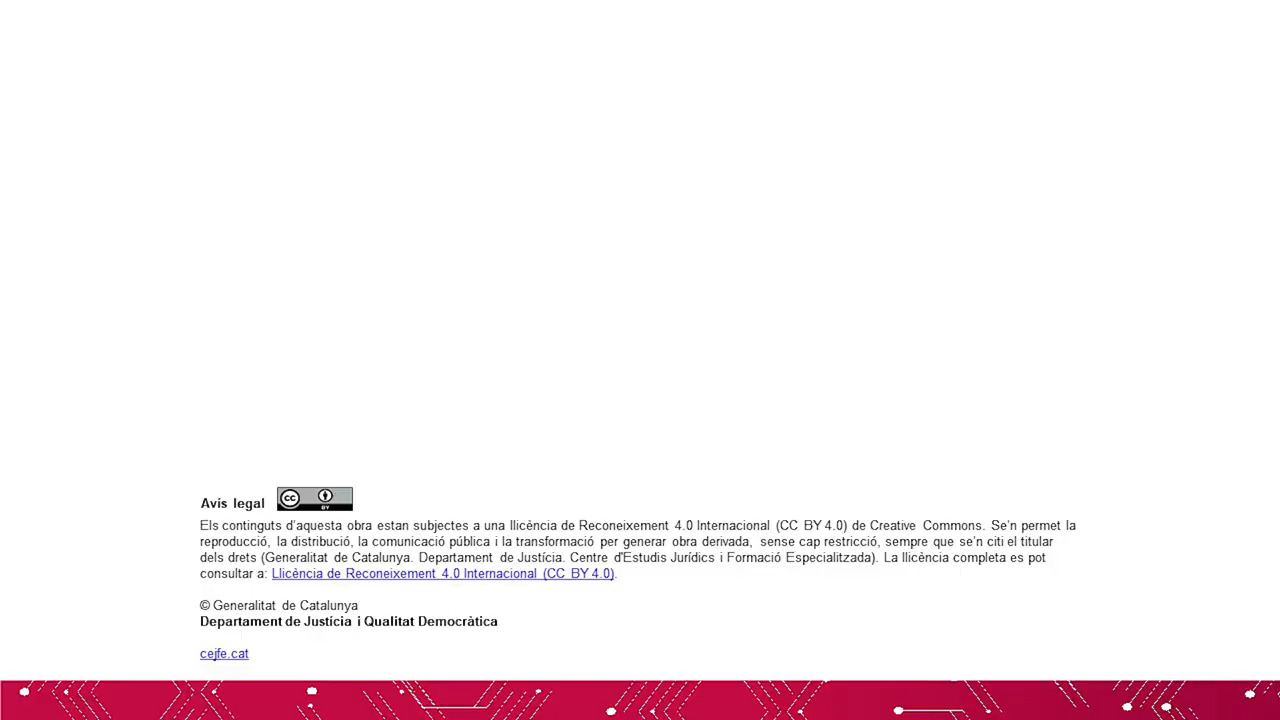 Avís legal
cc
BY
Els continguts d'aquesta obra estan subjectes a una llicència de Reconeixement 4.0 Internacional (CC BY 4.0) de Creative Commons. Se'n permet la
reproducció, la distribució, la comunicació pública i la transformació per generar obra derivada, sense cap restricció, sempre que se'n citi el titular
dels drets (Generalitat de Catalunya. Departament de Justícia. Centre d'Estudis Jurídics i Formació Especialitzada). La llicència completa es pot
consultar a: Llicència de Reconeixement 4.0 Internacional (CC BY 4.0).
© Generalitat de Catalunya
Departament de Justícia i Qualitat Democràtica
cejfe.cat